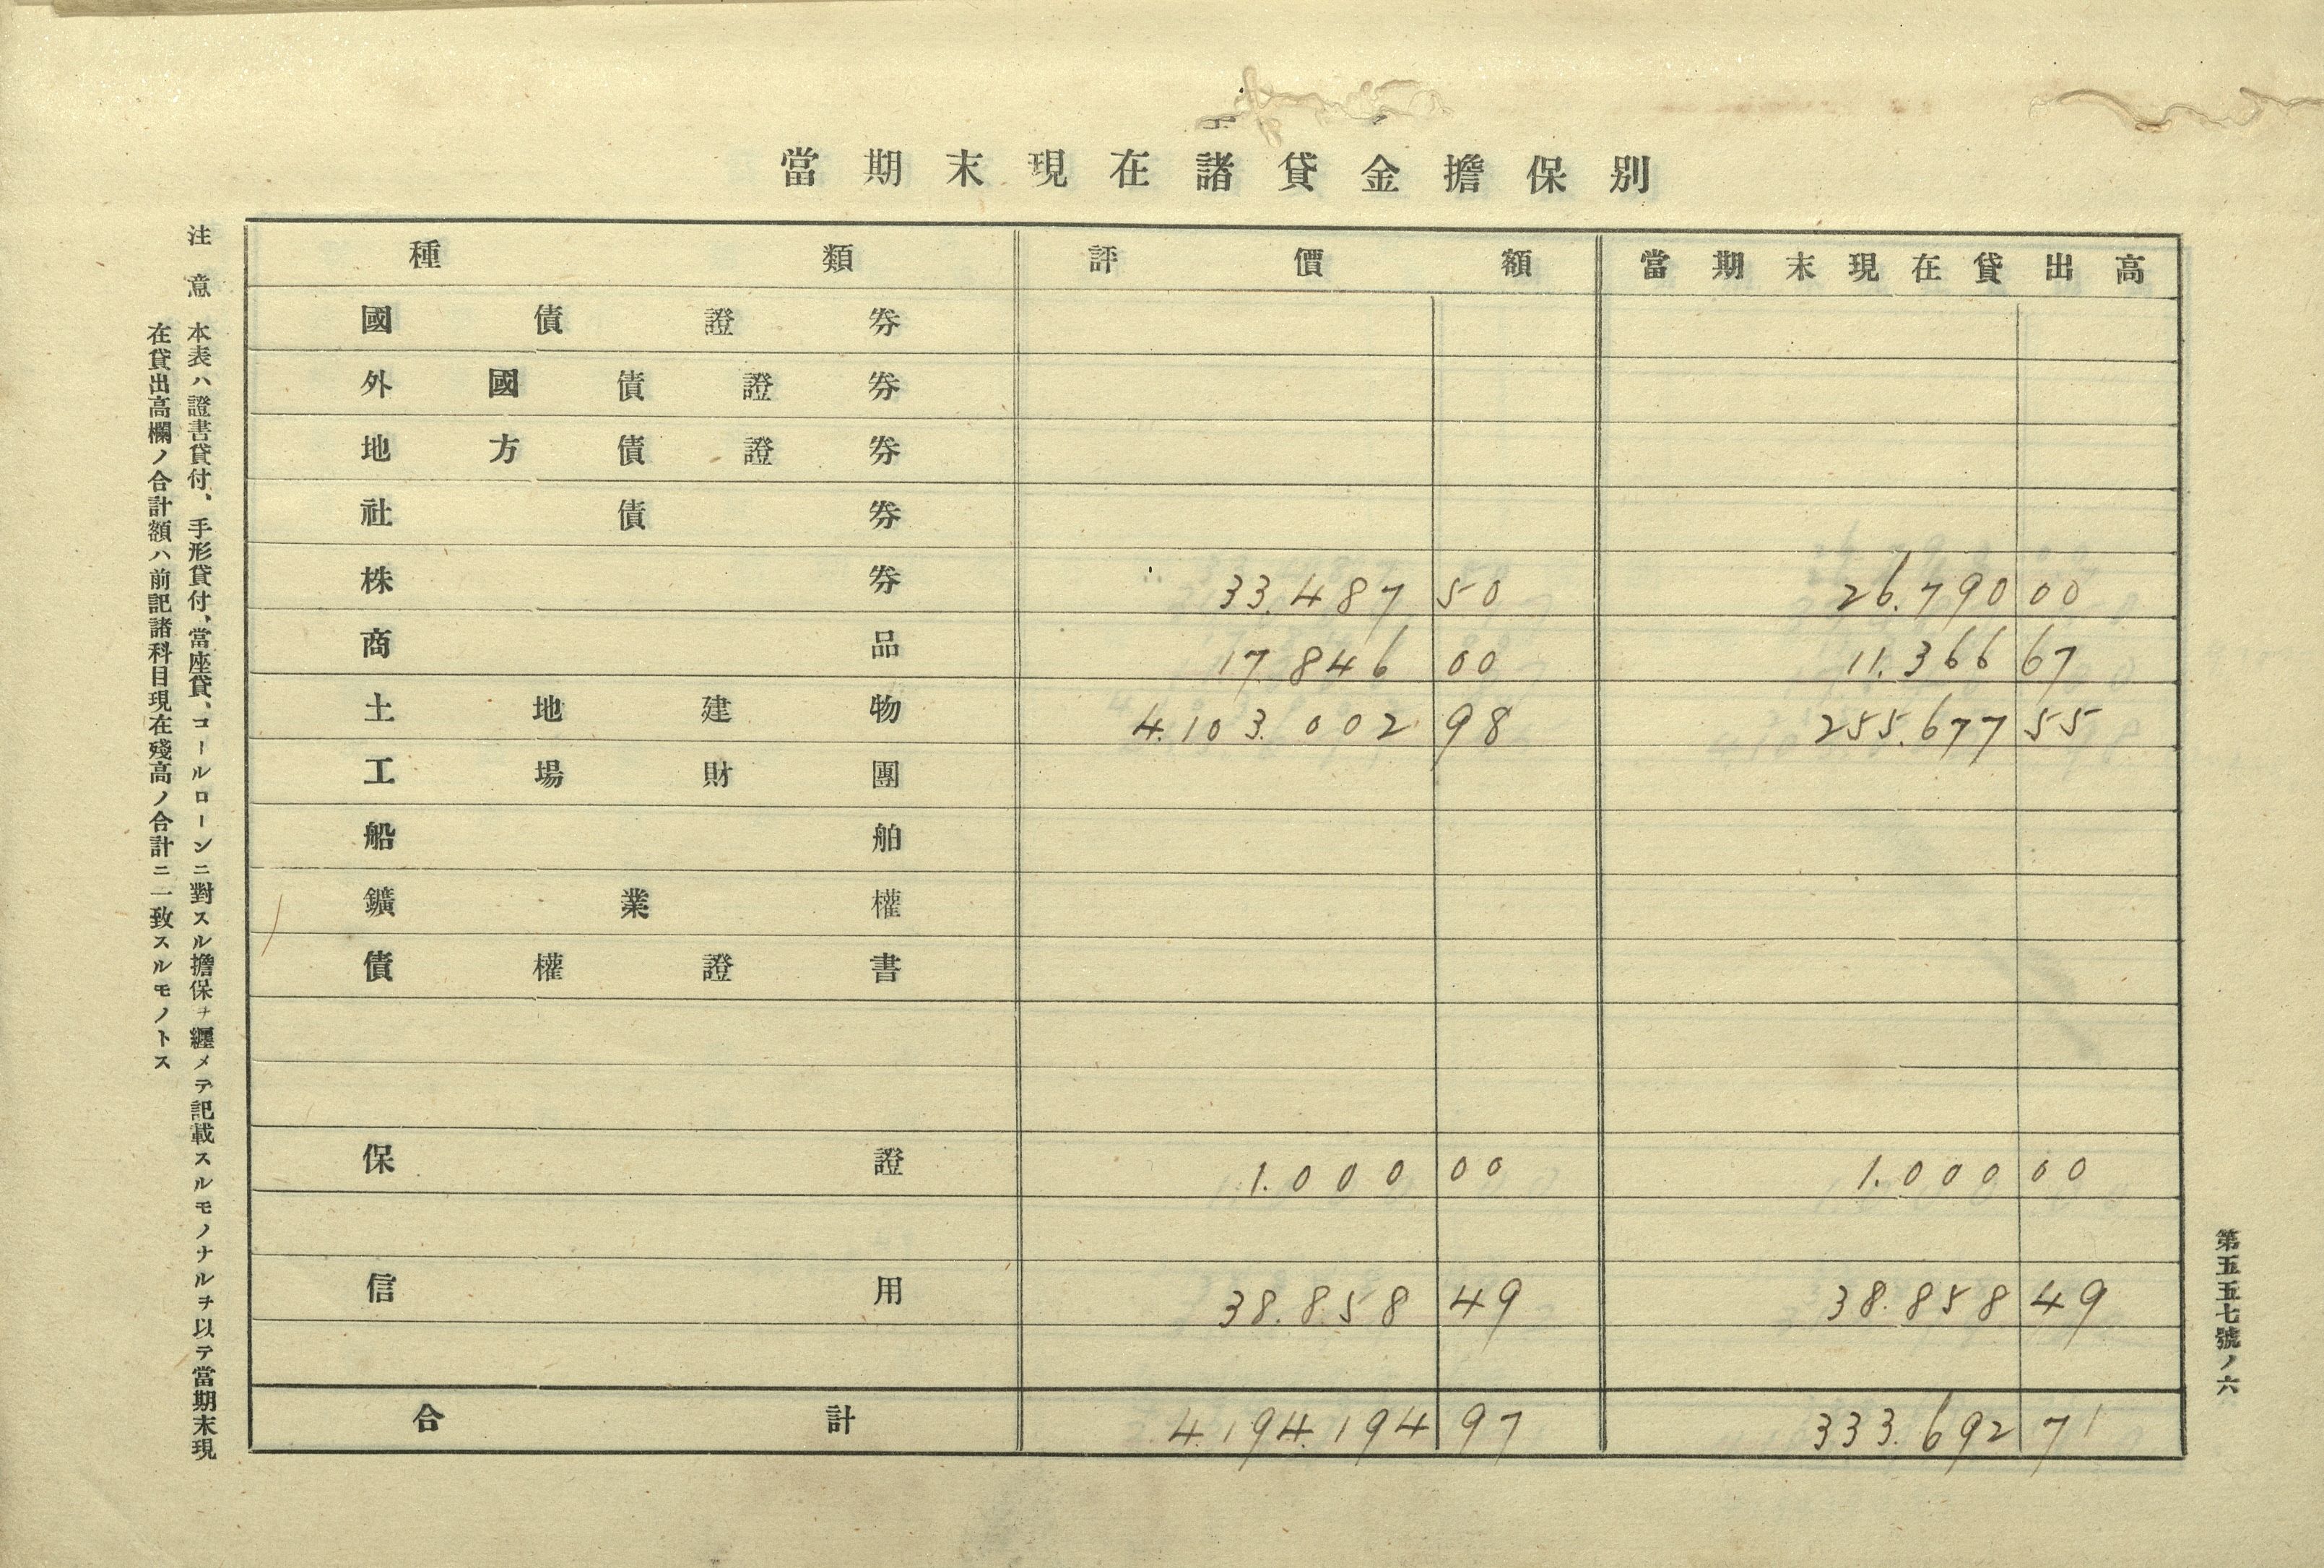 當期末現在諸貸金擔保別
種類 評價額 當期末現在貸出高
國債證券
外國債證券
地方債證券
社債券
株券 33.487 50 26.790 00
商品 17.846 00 11.366 67
土地建物 4.103.002 98 255.677 55
工場財團
船舶
鑛業權
債權證書
保證 1.000 00 1.000 00
信用 38.858 49 38.858 49
合計 4.194.194 97 333.692 71
注意 本表ハ證書貸付、手形貸付、當座貸、コールローンニ對スル擔保ヲ纒メテ記載スルモノナルヲ以テ當期末現
在貸出高欄ノ合計額ハ前記諸科目現在殘高ノ合計ニ一致スルモノトス
第五五七號ノ六